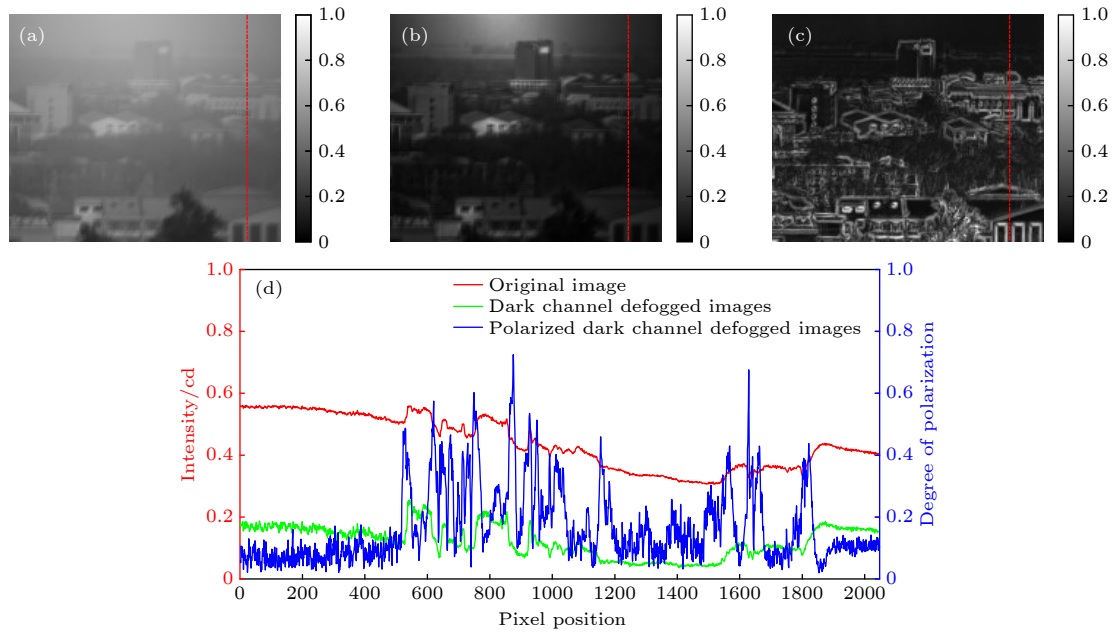 (a)
1.0
0.8
0.6
0.4
0.2
0
(b)
1.0
0.8
0.6
0.4
0.2
0
(c)
1.0
0.8
0.6
0.4
0.2
0
(d)
Original image
Dark channel defogged images
Polarized dark channel defogged images
Intensity/cd
1.0
0.8
0.6
0.4
0.2
0
Degree of polarization
1.0
0.8
0.6
0.4
0.2
0
0 200 400 600 800 1000 1200 1400 1600 1800 2000
Pixel position